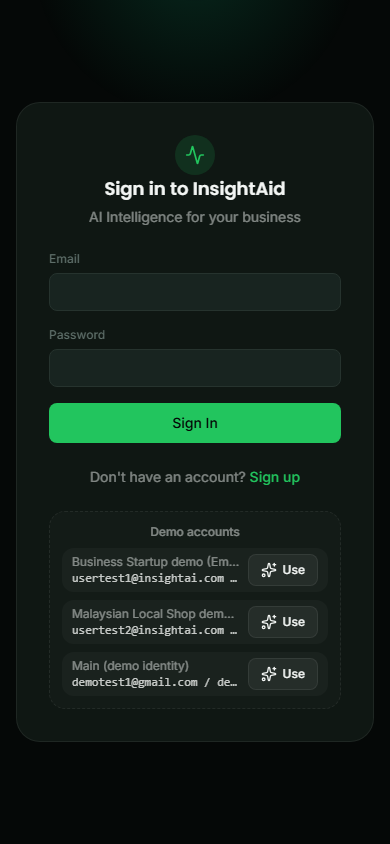 Sign in to InsightAid
AI Intelligence for your business
Email
Password
Sign In
Don't have an account? Sign up
Demo accounts
Business Startup demo (Em...
usertest1@insightai.com …
Use
Malaysian Local Shop dem...
usertest2@insightai.com …
Use
Main (demo identity)
demotest1@gmail.com / de…
Use